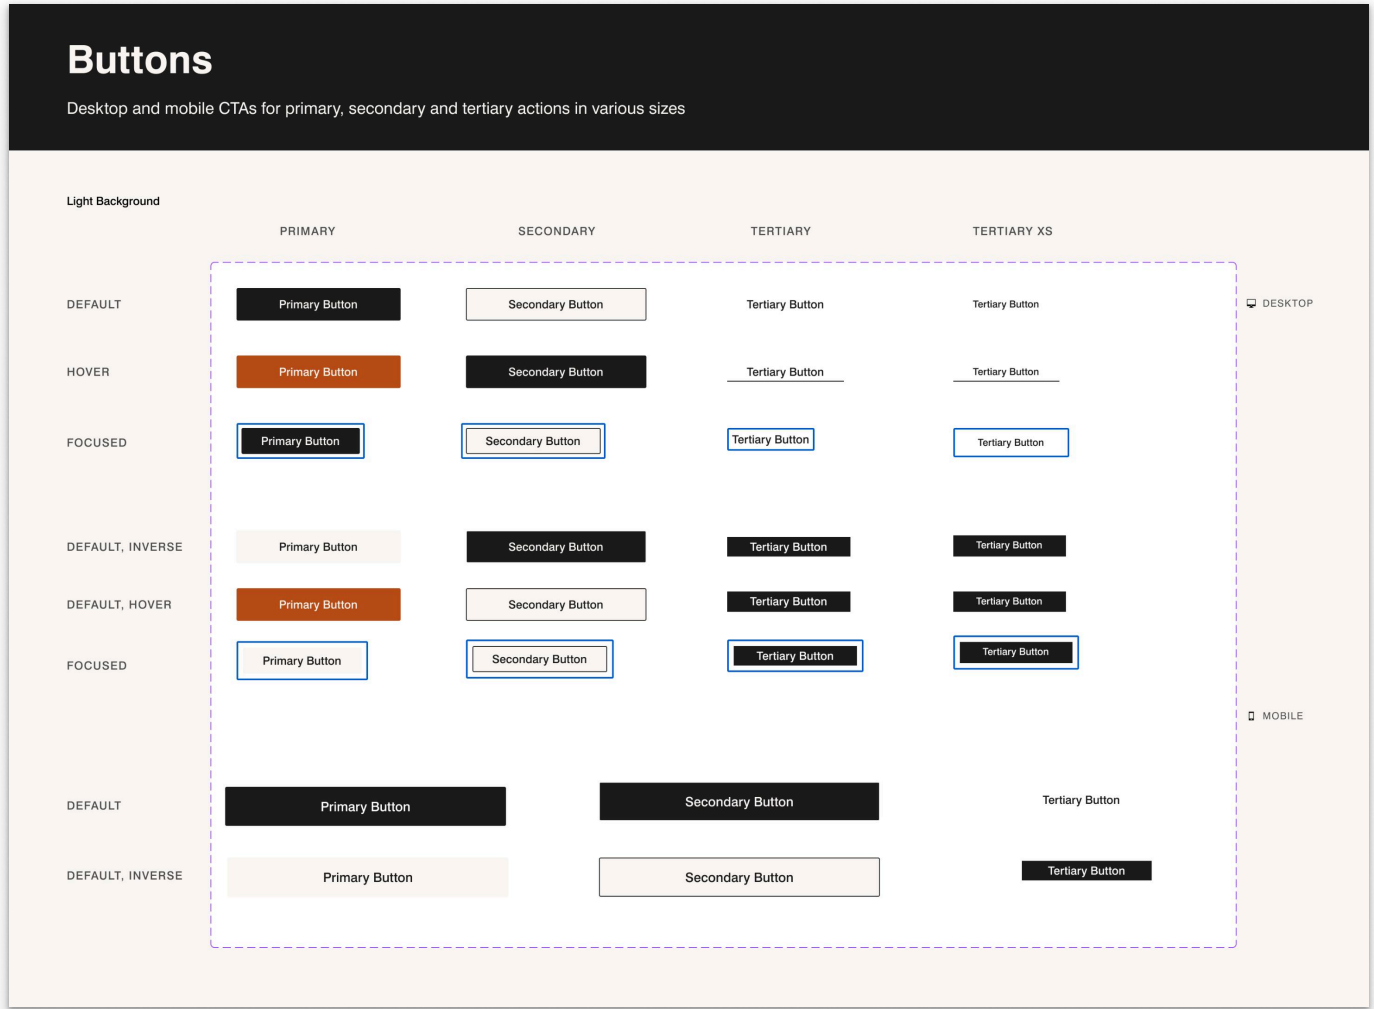 Buttons
Desktop and mobile CTAs for primary, secondary and tertiary actions in various sizes
Light Background
PRIMARY SECONDARY TERTIARY TERTIARY XS
DEFAULT Primary Button Secondary Button Tertiary Button Tertiary Button DESKTOP
HOVER Primary Button Secondary Button Tertiary Button Tertiary Button
FOCUSED Primary Button Secondary Button Tertiary Button Tertiary Button
DEFAULT, INVERSE Primary Button Secondary Button Tertiary Button Tertiary Button
DEFAULT, HOVER Primary Button Secondary Button Tertiary Button Tertiary Button
FOCUSED Primary Button Secondary Button Tertiary Button Tertiary Button
MOBILE
DEFAULT Primary Button Secondary Button Tertiary Button
DEFAULT, INVERSE Primary Button Secondary Button Tertiary Button